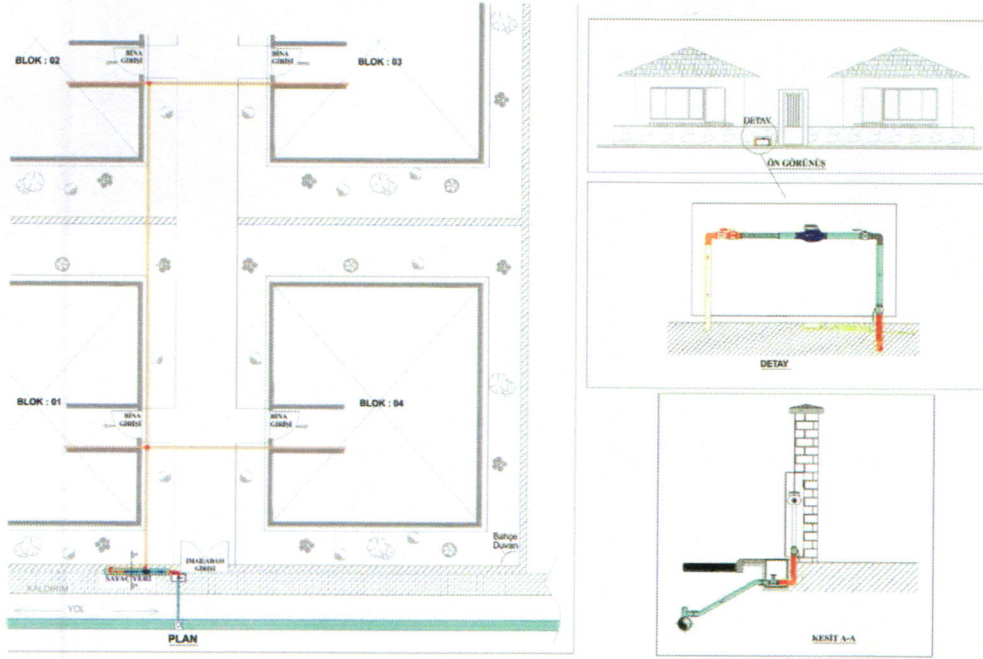 BLOK : 02
BİNA
GİRİŞİ
BİNA
GİRİŞİ
BLOK : 03
BLOK : 01
BİNA
GİRİŞİ
BİNA
GİRİŞİ
BLOK : 04
Bahçe
Duvarı
GİRİŞİ
SAYAÇ YERİ
KALDIRIM
YOL
PLAN
DETAY
ÖN GÖRÜNÜŞ
DETAY
KESİT A-A